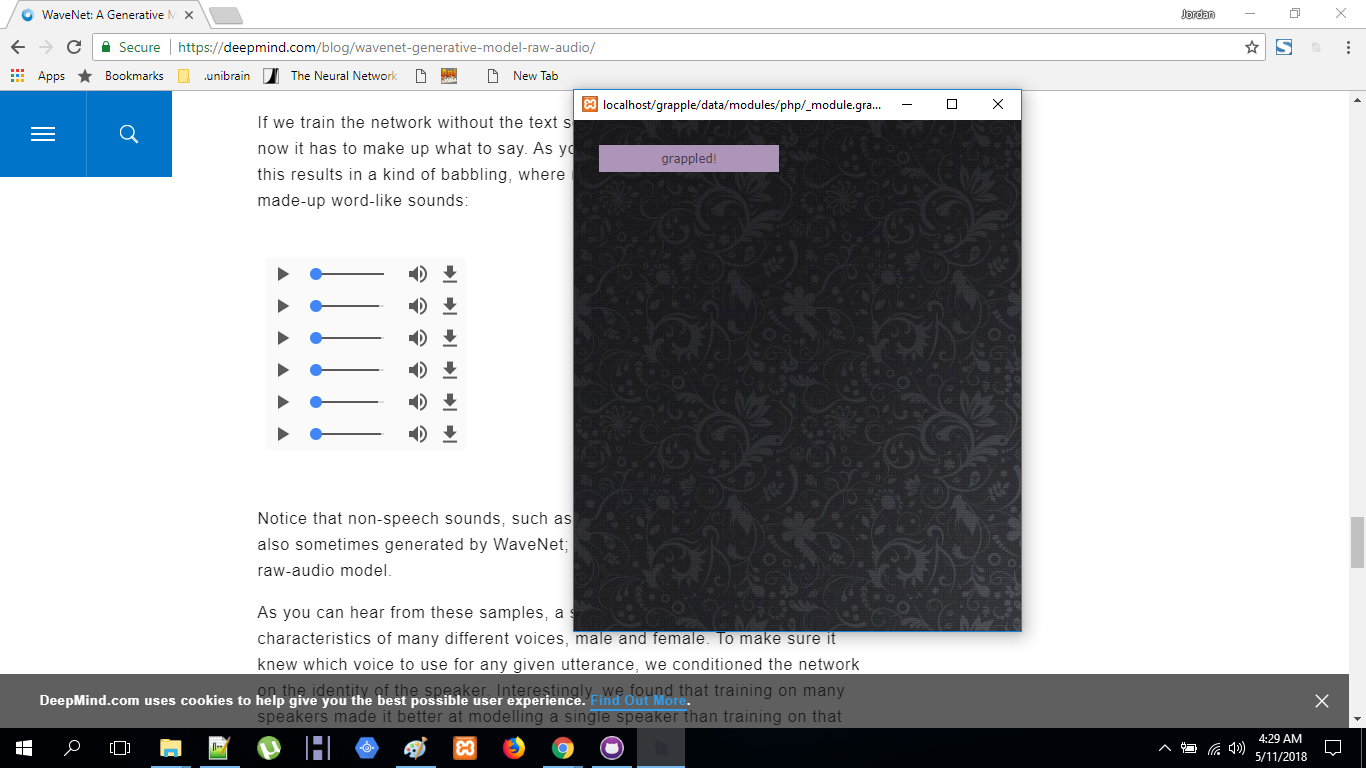 WaveNet: A Generative M
Jordan
Secure
https://deepmind.com/blog/wavenet-generative-model-raw-audio/
Apps
Bookmarks
.unibrain
The Neural Network
New Tab
localhost/grapple/data/modules/php/_module.gra...
grappled!
If we train the network without the text s
now it has to make up what to say. As yo
this results in a kind of babbling, where
made-up word-like sounds:
Notice that non-speech sounds, such as
also sometimes generated by WaveNet;
raw-audio model.
As you can hear from these samples, a s
characteristics of many different voices, male and female. To make sure it
knew which voice to use for any given utterance, we conditioned the network
on the identity of the speaker. Interestingly, we found that training on many
speakers made it better at modelling a single speaker than training on that
DeepMind.com uses cookies to help give you the best possible user experience. Find Out More.
4:29 AM
5/11/2018